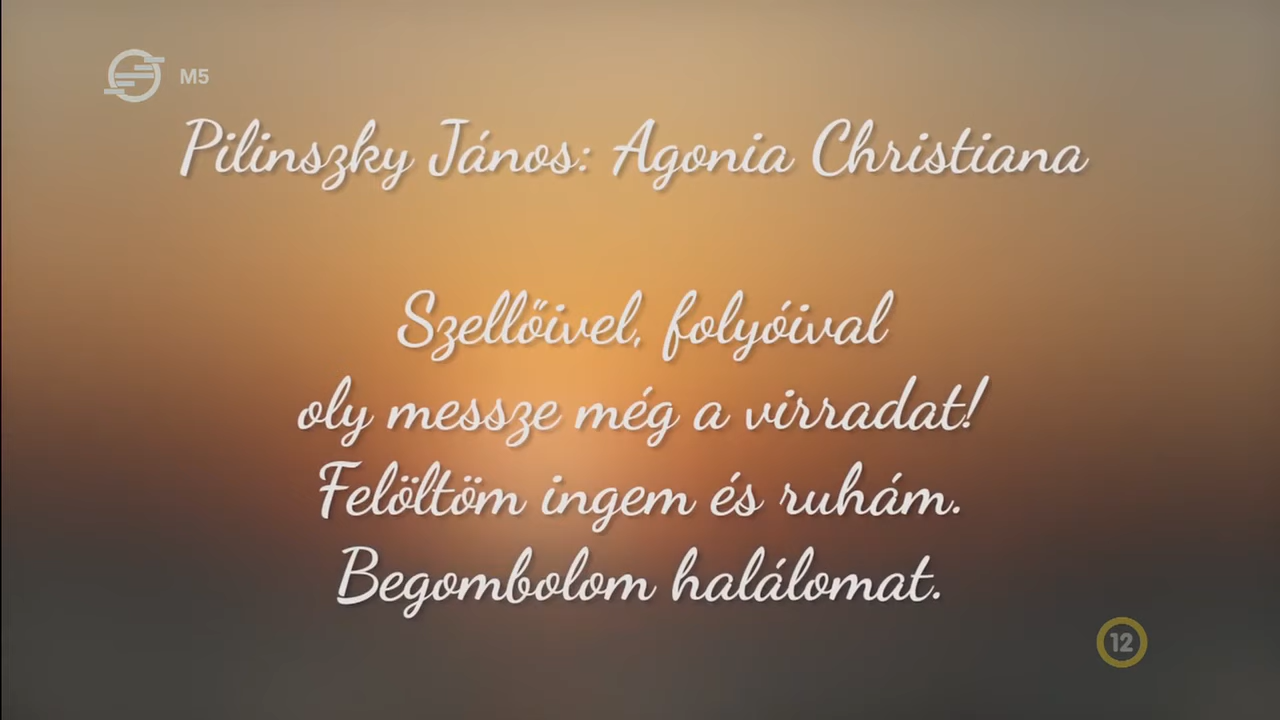 M5
Pilinszky János: Agonia Christiana
Szellőivel, folyóival
oly messze még a virradat!
Felöltöm ingem és ruhám.
Begombolom halálomat.
12